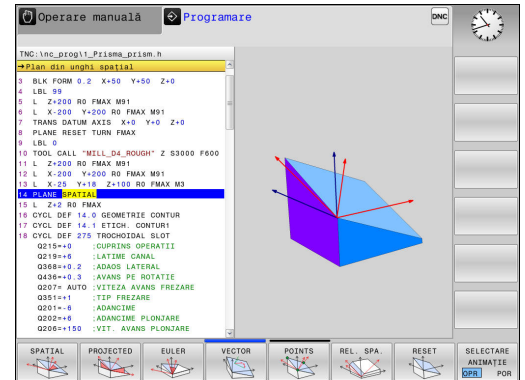 Operare manuală
Programare
DNC
TNC:\nc_prog\1_Prisma_prism.h
→Plan din unghi spaţial
3 BLK FORM 0.2 X+50 Y+50 Z+0
4 LBL 99
5 L Z+200 R0 FMAX M91
6 L X-200 Y+200 R0 FMAX M91
7 TRANS DATUM AXIS X+0 Y+0 Z+0
8 PLANE RESET TURN FMAX
9 LBL 0
10 TOOL CALL "MILL_D4_ROUGH" Z S3000 F600
11 L Z+200 R0 FMAX M91
12 L X-200 Y+200 R0 FMAX M91
13 L X-25 Y+18 Z+100 R0 FMAX M3
14 PLANE SPATIAL
15 L Z+2 R0 FMAX
16 CYCL DEF 14.0 GEOMETRIE CONTUR
17 CYCL DEF 14.1 ETICH. CONTUR1
18 CYCL DEF 275 TROCHOIDAL SLOT
Q215=+0 ;CUPRINS OPERATII
Q219=+6 ;LATIME CANAL
Q368=+0.2 ;ADAOS LATERAL
Q436=+0.3 ;AVANS PE ROTATIE
Q207= AUTO ;VITEZA AVANS FREZARE
Q351=+1 ;TIP FREZARE
Q201=-6 ;ADANCIME
Q202=+6 ;ADANCIME PLONJARE
Q206=+150 ;VIT. AVANS PLONJARE
SPATIAL PROJECTED EULER VECTOR POINTS REL. SPA. RESET SELECTARE
ANIMAŢIE
OPR POR